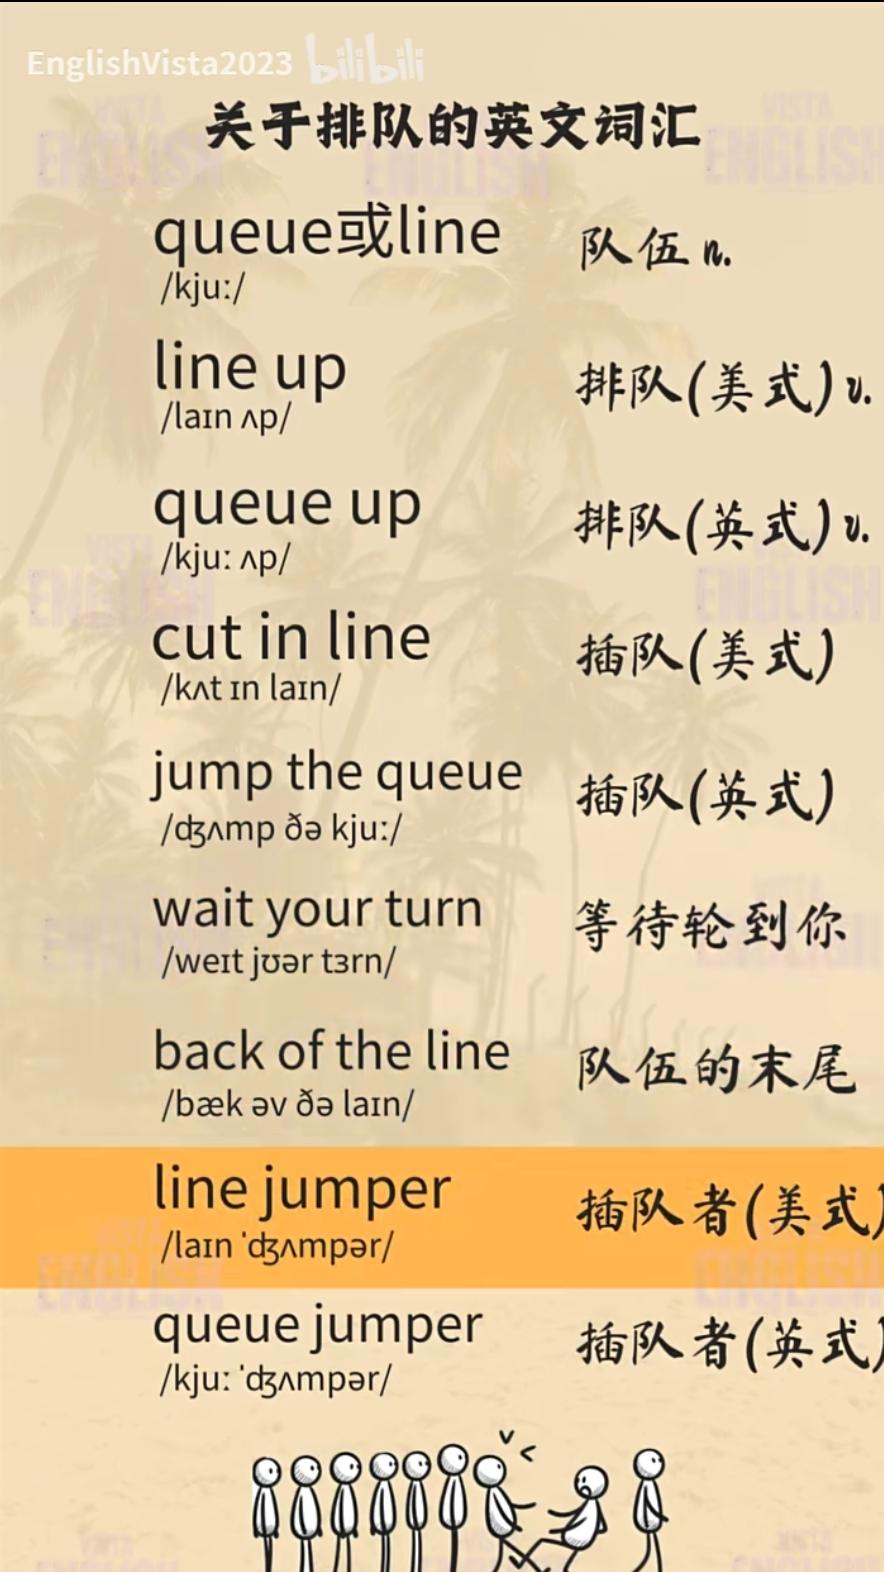 EnglishVista2023 bilibili
关于排队的英文词汇
queue或line 队伍 n.
/kjuː/
line up 排队(美式) v.
/laɪn ʌp/
queue up 排队(英式) v.
/kjuː ʌp/
cut in line 插队(美式)
/kʌt ɪn laɪn/
jump the queue 插队(英式)
/ʤʌmp ðə kjuː/
wait your turn 等待轮到你
/weɪt jʊər tɜrn/
back of the line 队伍的末尾
/bæk əv ðə laɪn/
line jumper 插队者(美式)
/laɪn ˈʤʌmpər/
queue jumper 插队者(英式)
/kjuː ˈʤʌmpər/
VISTA
ENGLISH